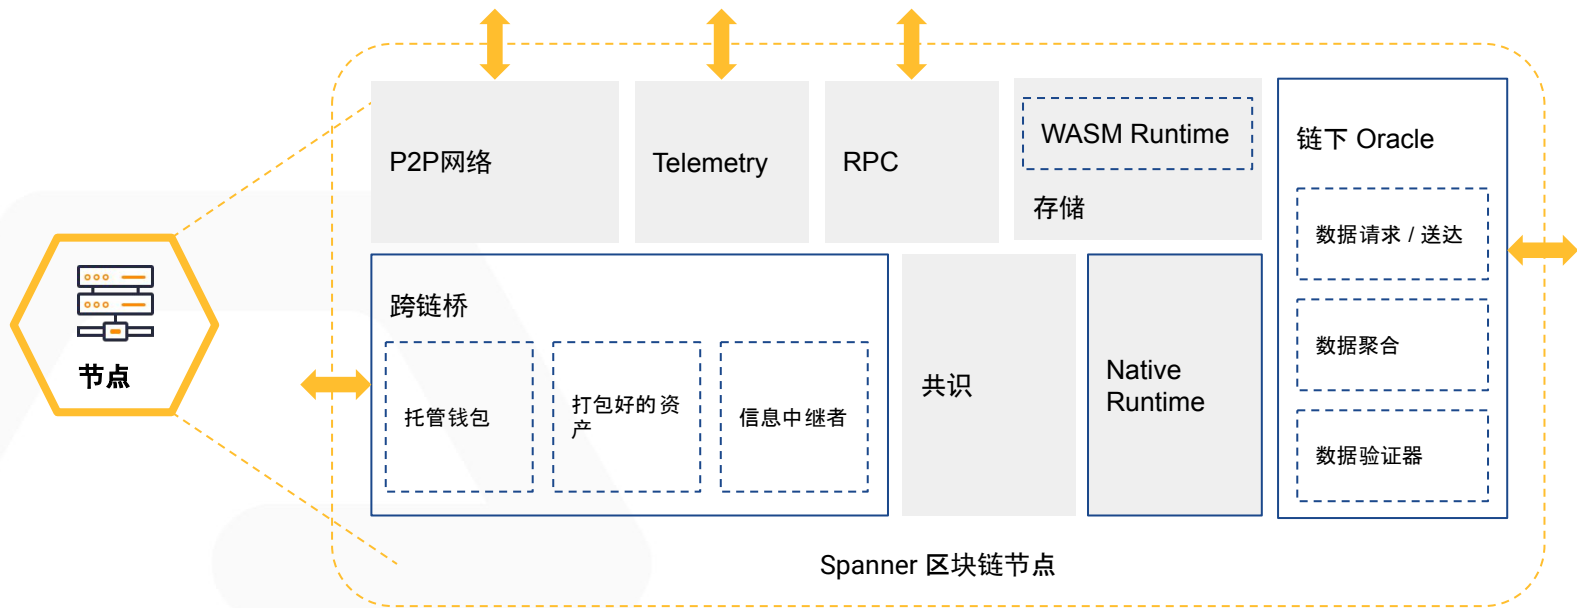 P2P网络
Telemetry
RPC
WASM Runtime
存储
链下 Oracle
数据请求 / 送达
数据聚合
数据验证器
节点
跨链桥
托管钱包
打包好的资
产
信息中继者
共识
Native
Runtime
Spanner 区块链节点